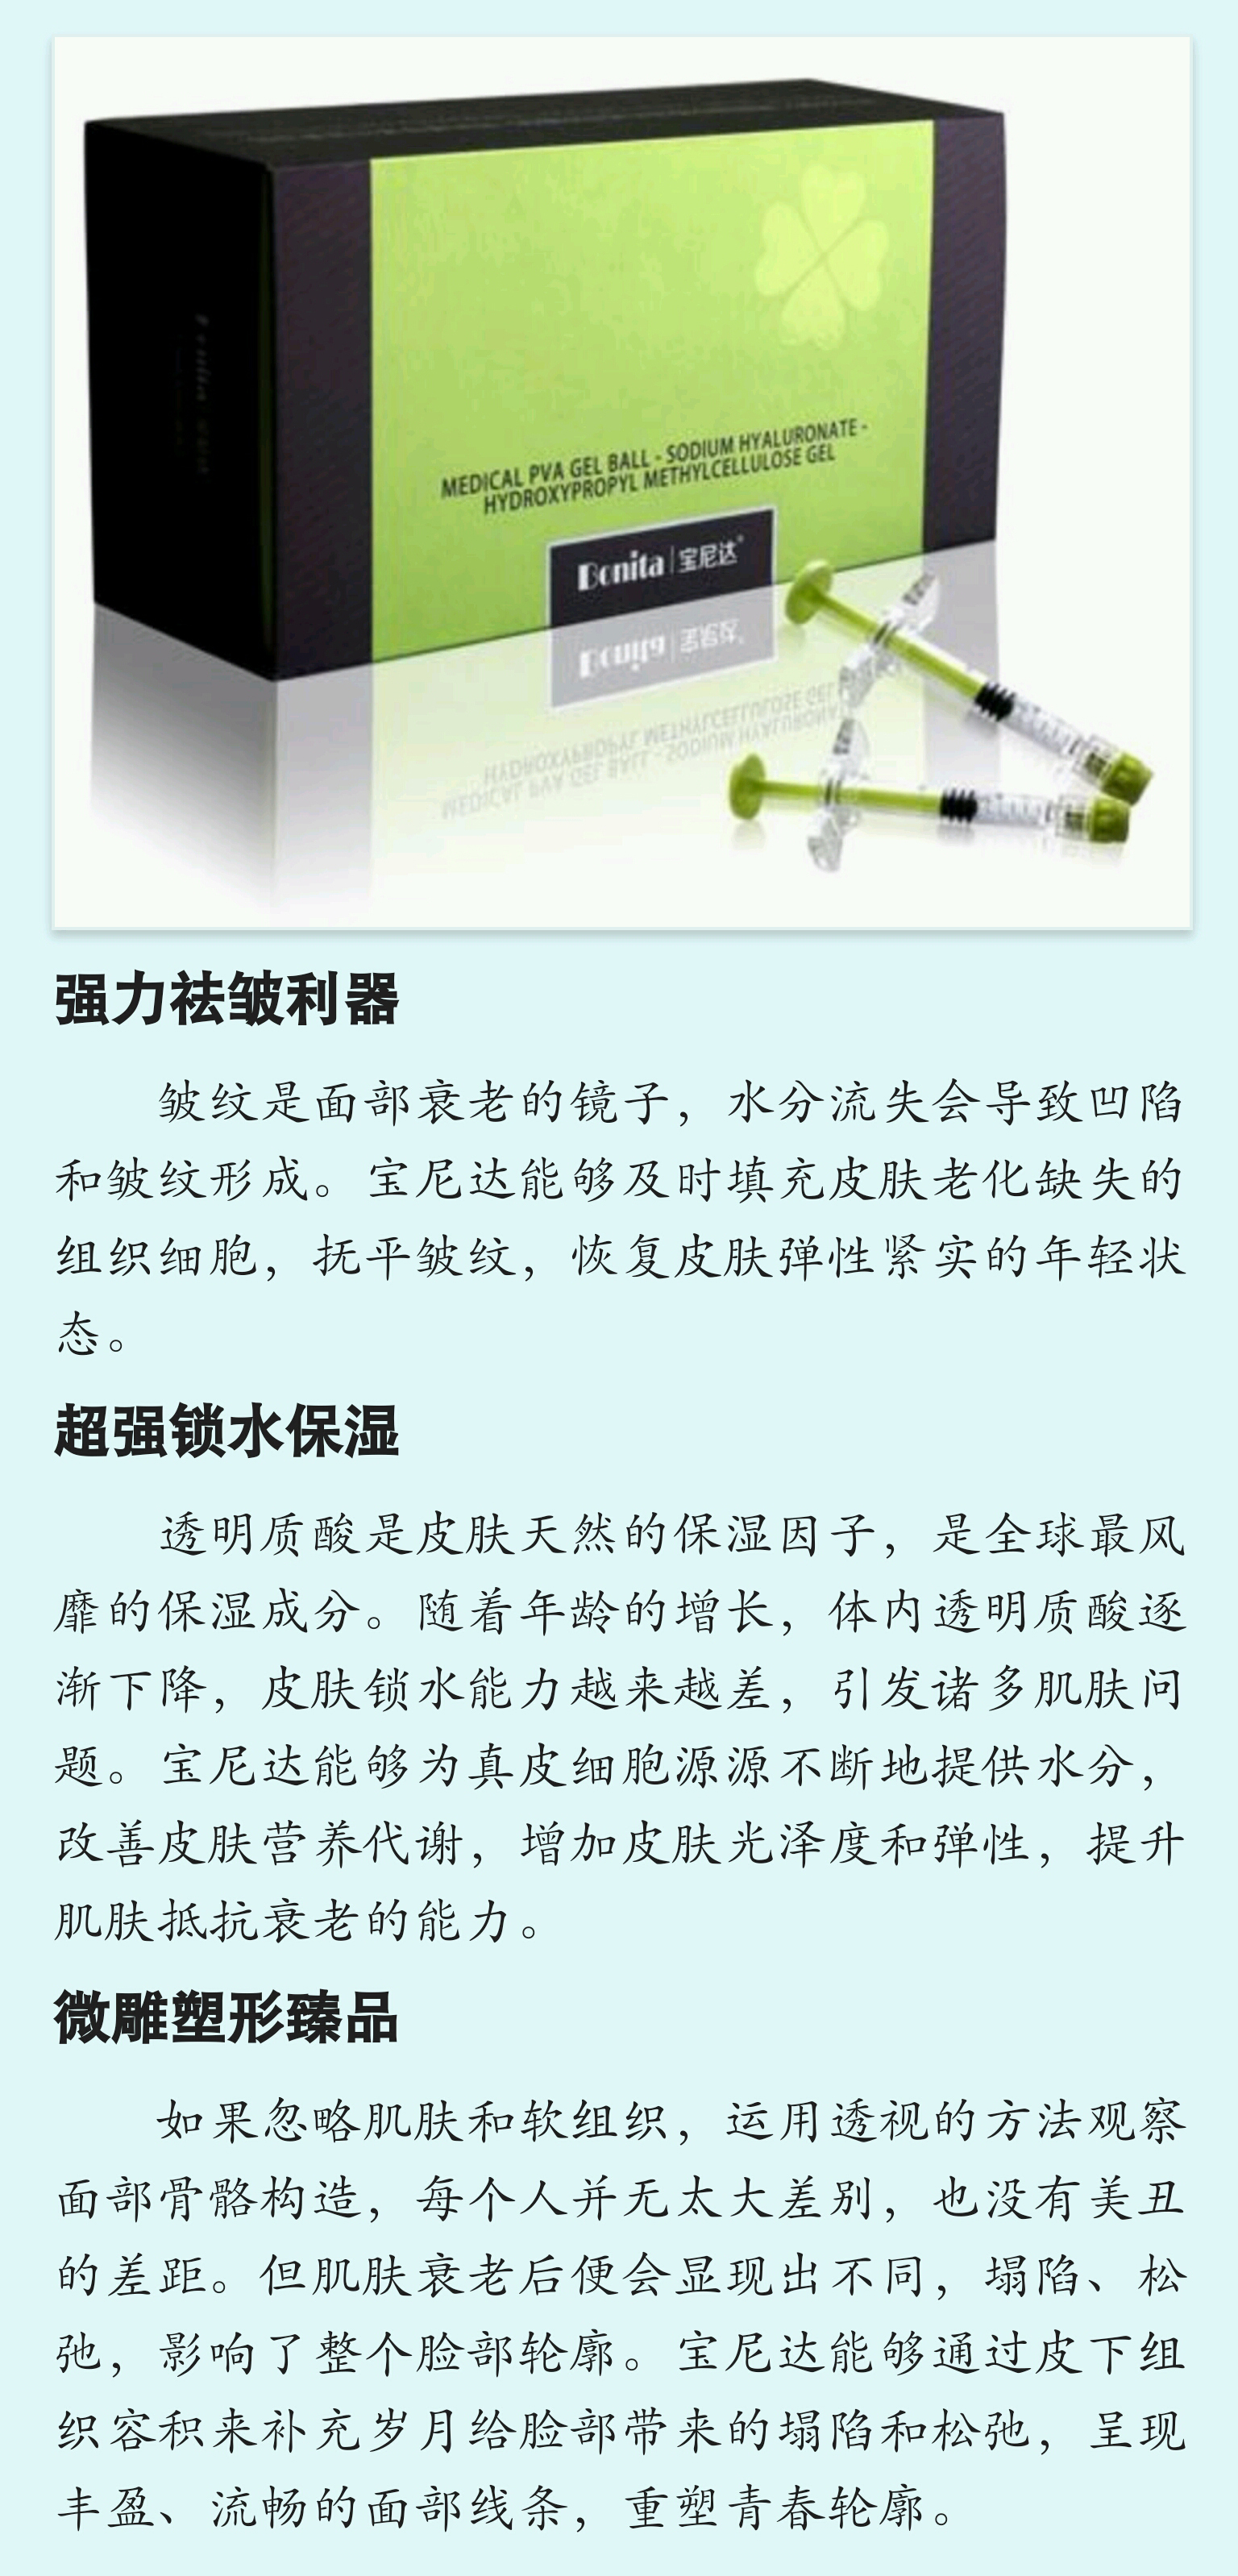 MEDICAL PVA GEL BALL - SODIUM HYALURONATE -
HYDROXYPROPYL METHYLCELLULOSE GEL
Bonita|宝尼达®
强力祛皱利器
皱纹是面部衰老的镜子，水分流失会导致凹陷
和皱纹形成。宝尼达能够及时填充皮肤老化缺失的
组织细胞，抚平皱纹，恢复皮肤弹性紧实的年轻状
态。
超强锁水保湿
透明质酸是皮肤天然的保湿因子，是全球最风
靡的保湿成分。随着年龄的增长，体内透明质酸逐
渐下降，皮肤锁水能力越来越差，引发诸多肌肤问
题。宝尼达能够为真皮细胞源源不断地提供水分，
改善皮肤营养代谢，增加皮肤光泽度和弹性，提升
肌肤抵抗衰老的能力。
微雕塑形臻品
如果忽略肌肤和软组织，运用透视的方法观察
面部骨骼构造，每个人并无太大差别，也没有美丑
的差距。但肌肤衰老后便会显现出不同，塌陷、松
弛，影响了整个脸部轮廓。宝尼达能够通过皮下组
织容积来补充岁月给脸部带来的塌陷和松弛，呈现
丰盈、流畅的面部线条，重塑青春轮廓。